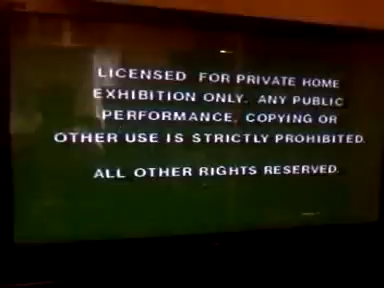 LICENSED FOR PRIVATE HOME
EXHIBITION ONLY. ANY PUBLIC
PERFORMANCE, COPYING OR
OTHER USE IS STRICTLY PROHIBITED.
ALL OTHER RIGHTS RESERVED.